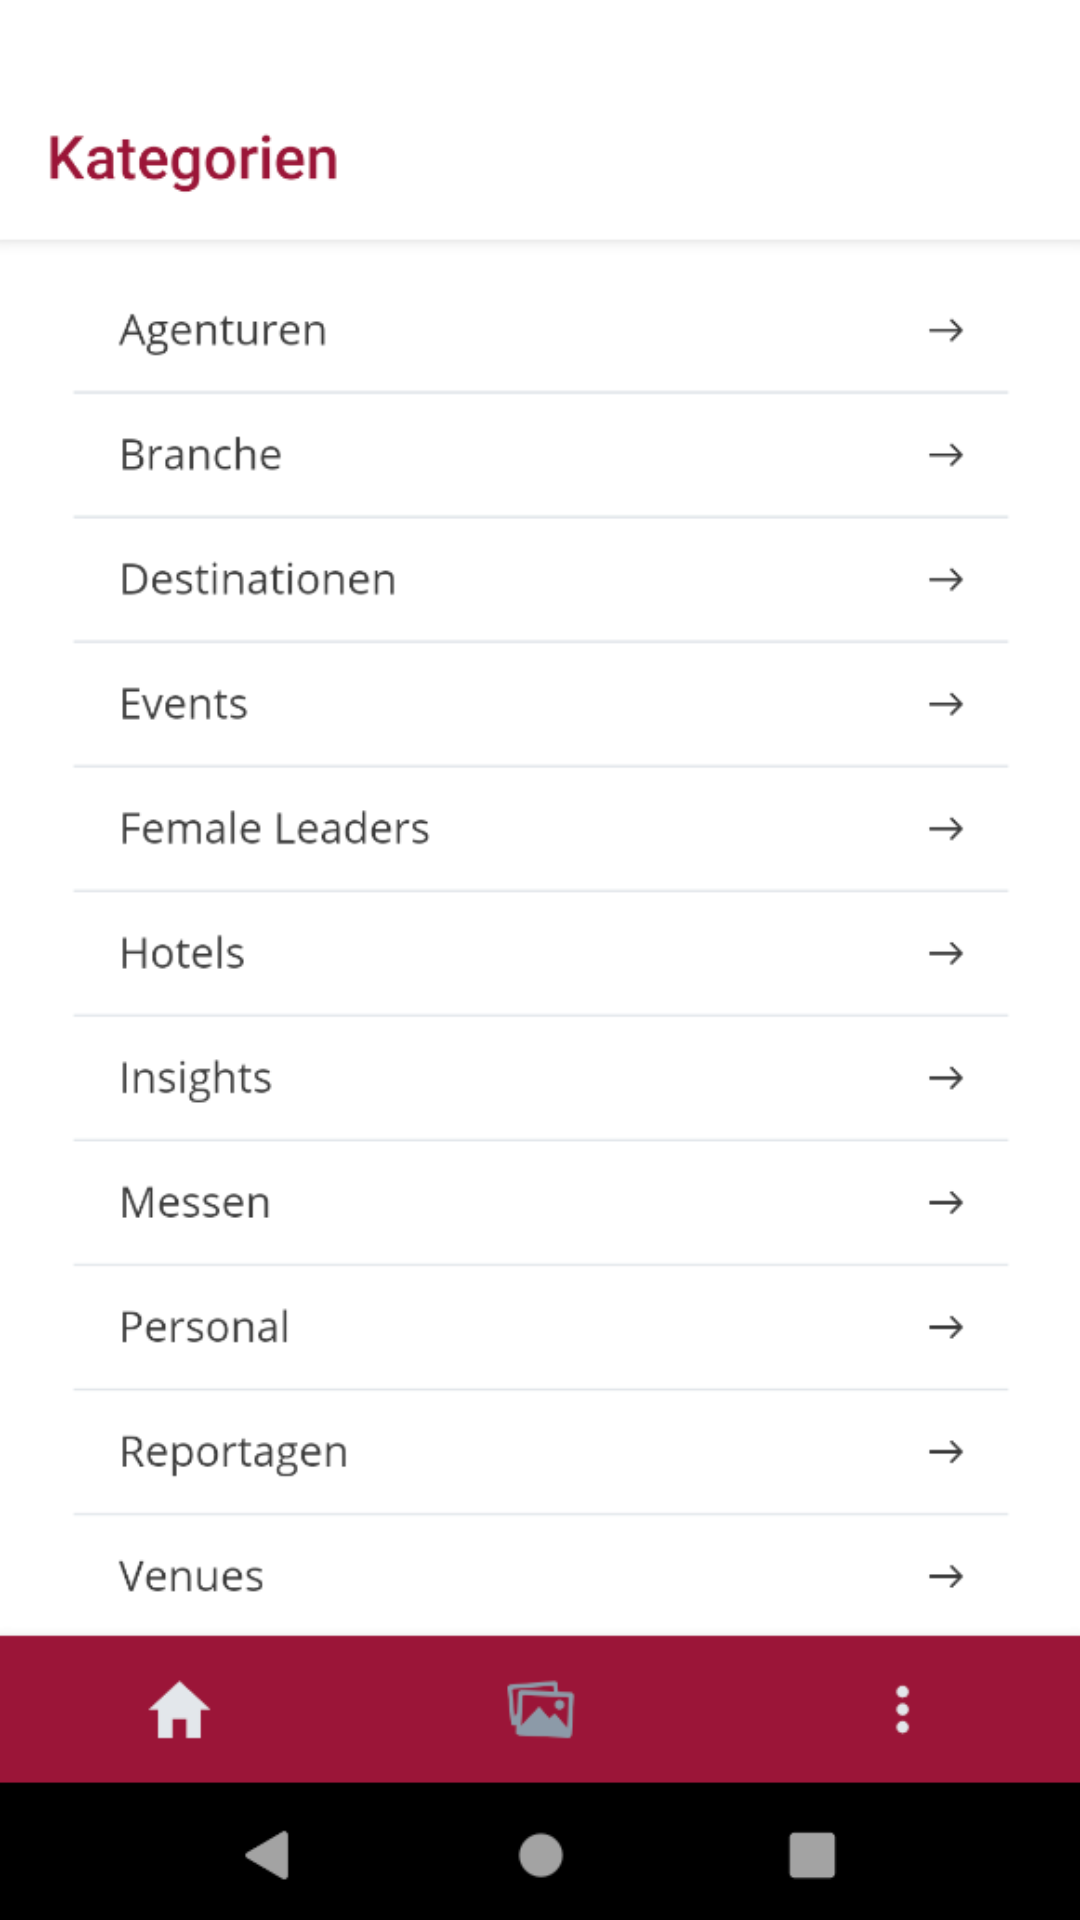 Kategorien
Agenturen
Branche
Destinationen
Events
Female Leaders
Hotels
Insights
Messen
Personal
Reportagen
Venues